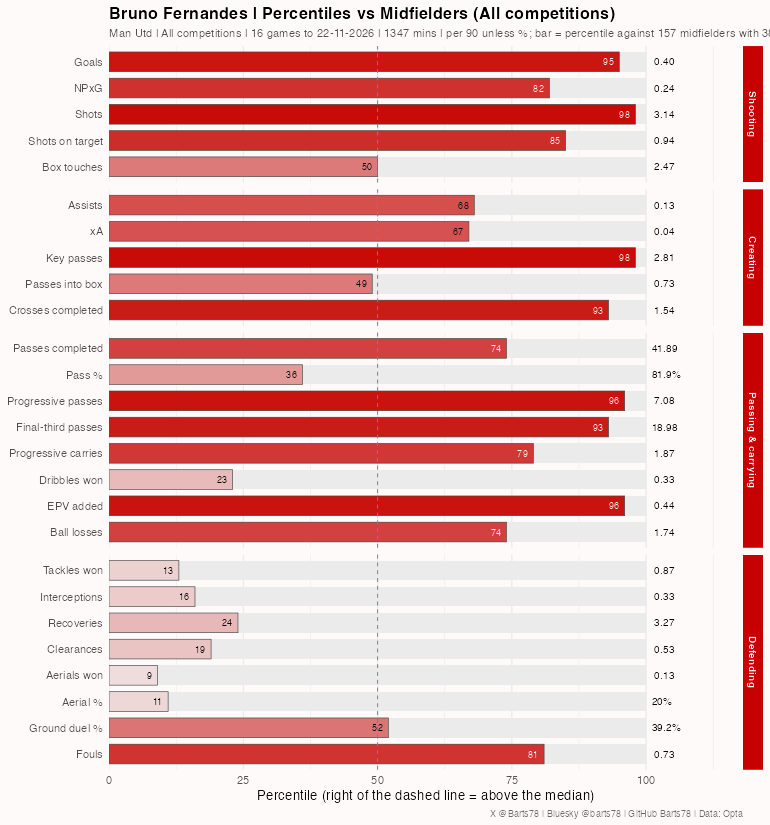 Bruno Fernandes | Percentiles vs Midfielders (All competitions)
Man Utd | All competitions | 16 games to 22-11-2026 | 1347 mins | per 90 unless %; bar = percentile against 157 midfielders with 38
Goals 95 0.40
NPxG 82 0.24
Shots 98 3.14
Shots on target 85 0.94
Box touches 50 2.47
Shooting
Assists 68 0.13
xA 67 0.04
Key passes 98 2.81
Passes into box 49 0.73
Crosses completed 93 1.54
Creating
Passes completed 74 41.89
Pass % 36 81.9%
Progressive passes 96 7.08
Final-third passes 93 18.98
Progressive carries 79 1.87
Dribbles won 23 0.33
EPV added 96 0.44
Ball losses 74 1.74
Passing & carrying
Tackles won 13 0.87
Interceptions 16 0.33
Recoveries 24 3.27
Clearances 19 0.53
Aerials won 9 0.13
Aerial % 11 20%
Ground duel % 52 39.2%
Fouls 81 0.73
Defending
0 25 50 75 100
Percentile (right of the dashed line = above the median)
X @Barts78 | Bluesky @barts78 | GitHub Barts78 | Data: Opta